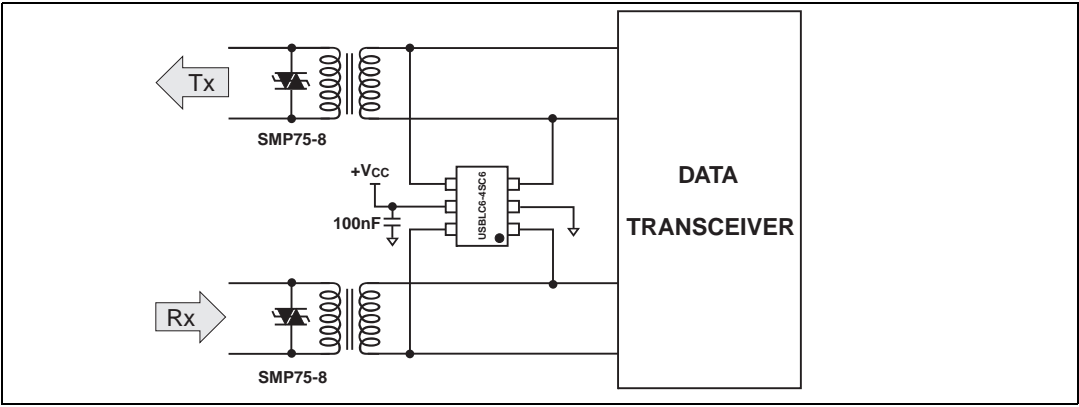 Tx
SMP75-8
+Vcc
100nF
USBLC6-4SC6
DATA
TRANSCEIVER
Rx
SMP75-8